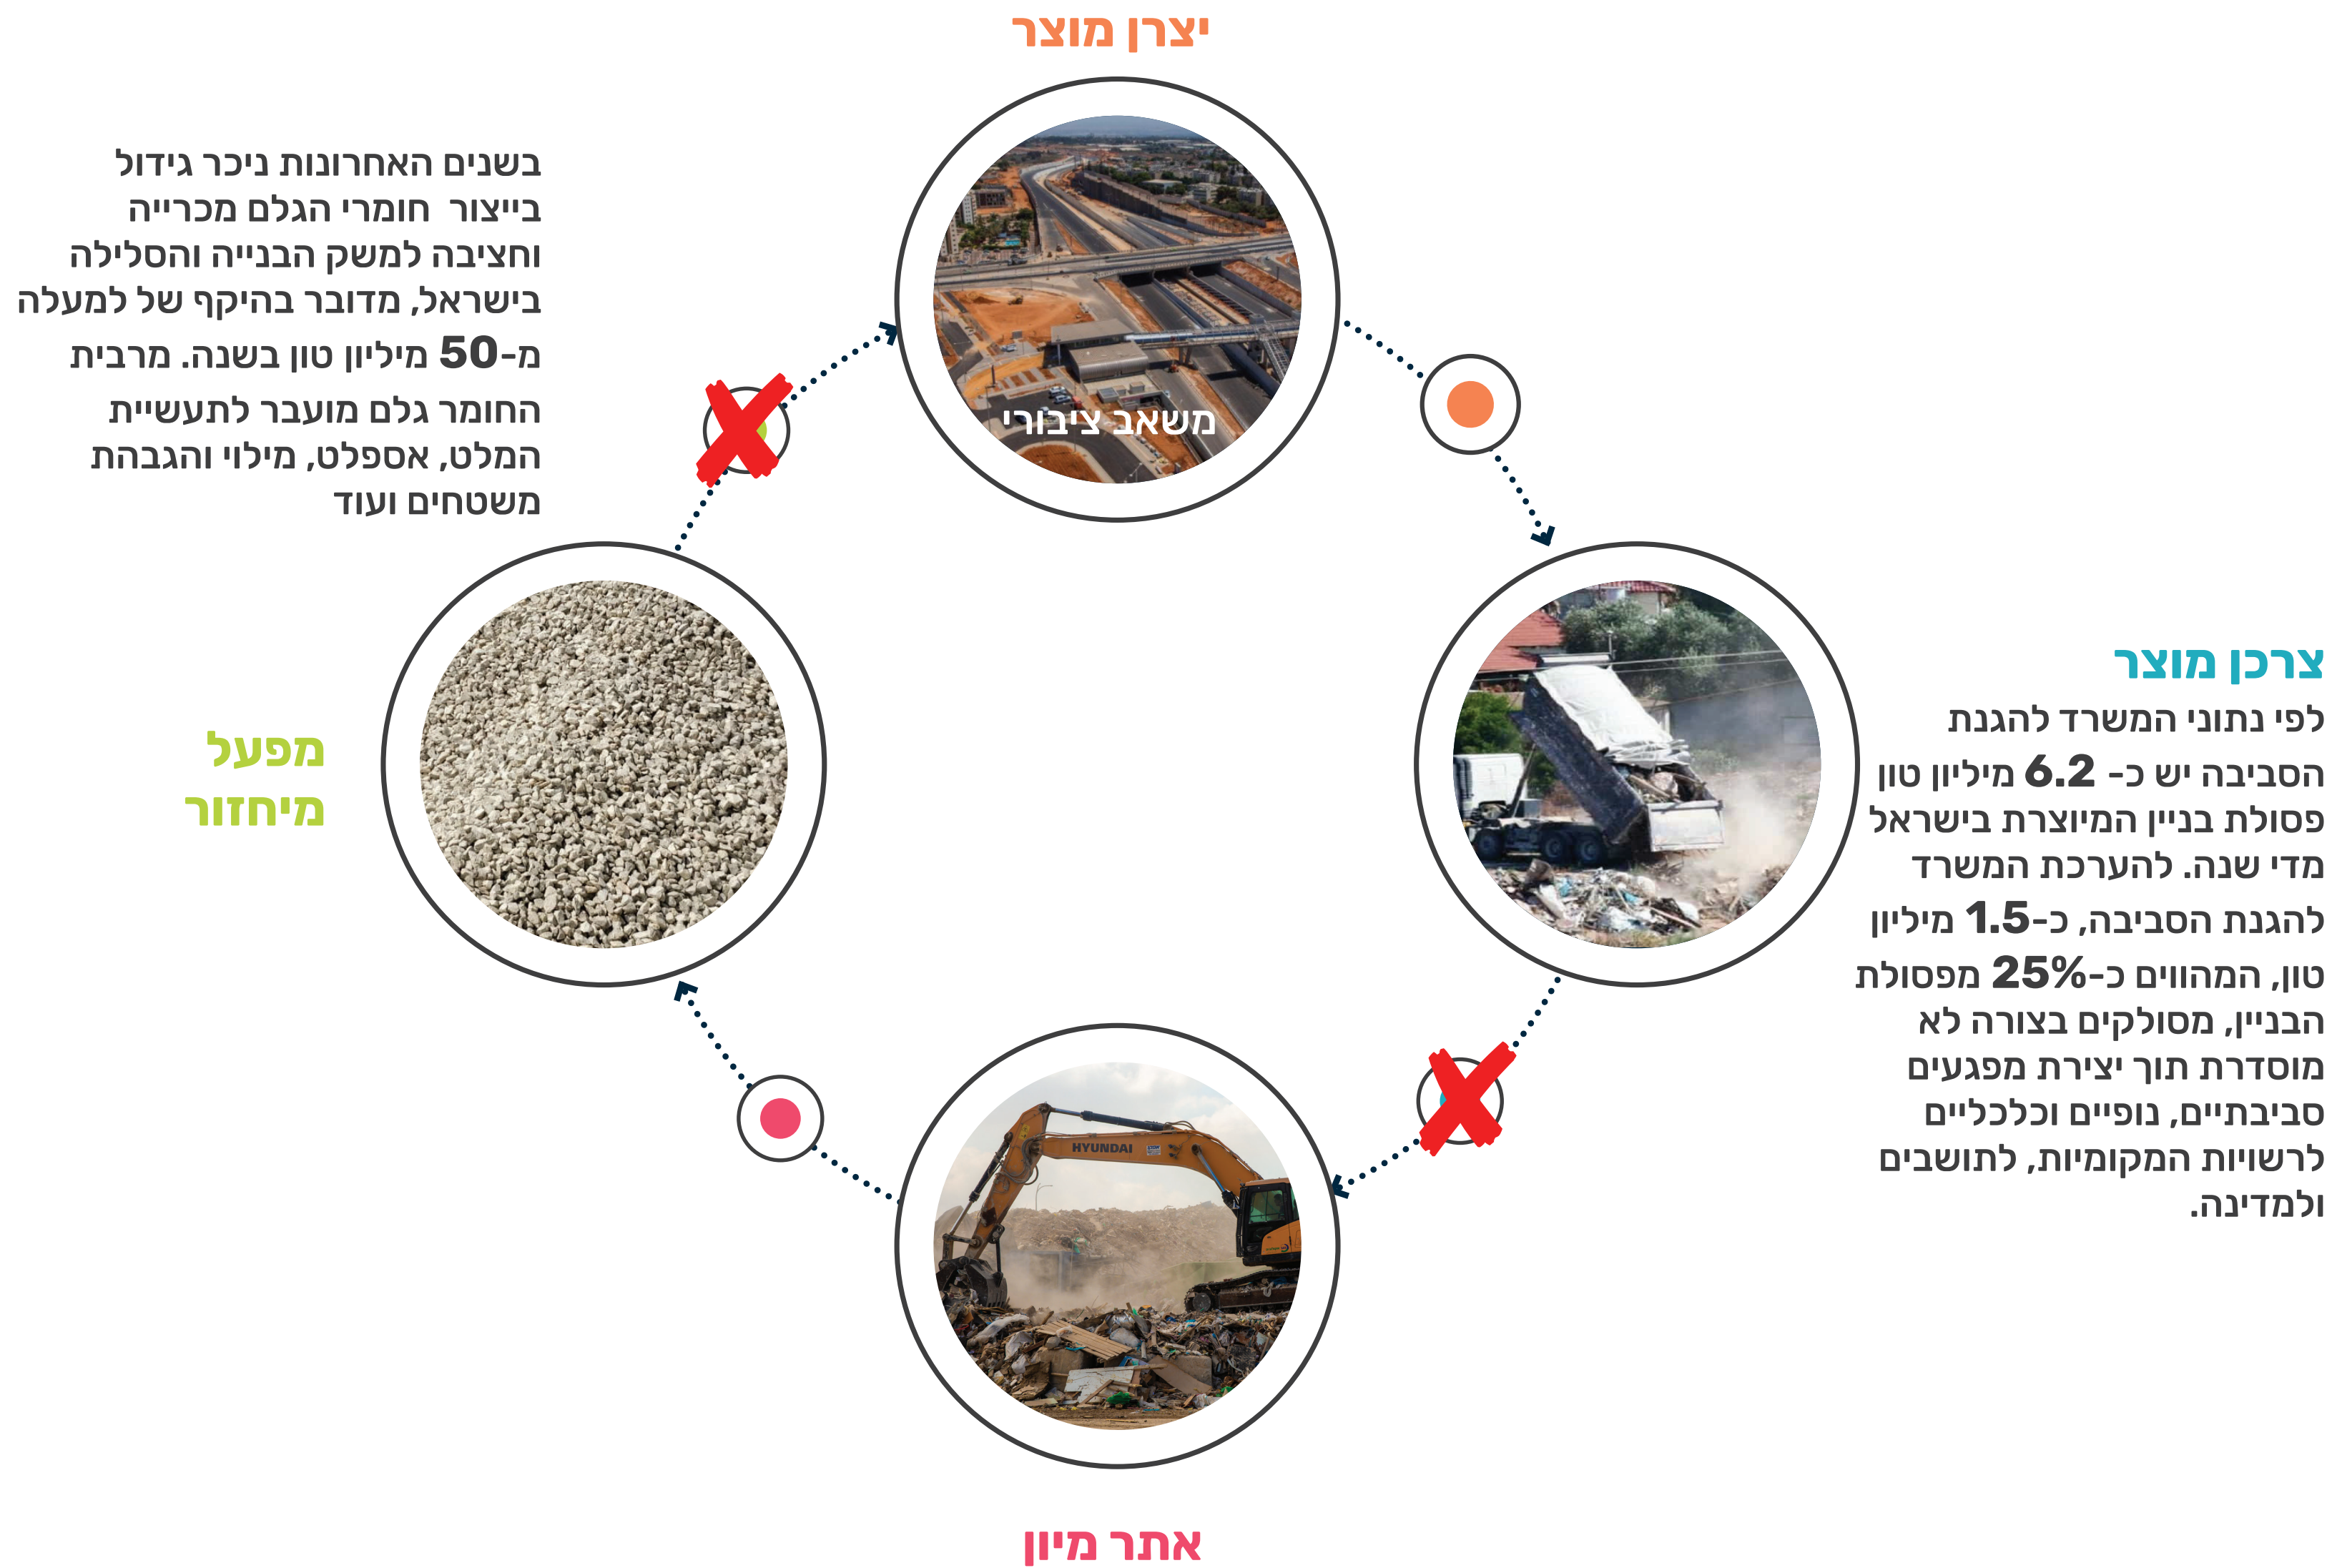 יצרן מוצר
משאב ציבורי
בשנים האחרונות ניכר גידול
בייצור חומרי הגלם מכרייה
וחציבה למשק הבנייה והסלילה
בישראל, מדובר בהיקף של למעלה
מ-50 מיליון טון בשנה. מרבית
החומר גלם מועבר לתעשיית
המלט, אספלט, מילוי והגבהת
משטחים ועוד
צרכן מוצר
לפי נתוני המשרד להגנת
הסביבה יש כ- 6.2 מיליון טון
פסולת בניין המיוצרת בישראל
מדי שנה. להערכת המשרד
להגנת הסביבה, כ-1.5 מיליון
טון, המהווים כ-25% מפסולת
הבניין, מסולקים בצורה לא
מוסדרת תוך יצירת מפגעים
סביבתיים, נופיים וכלכליים
לרשויות המקומיות, לתושבים
ולמדינה.
מפעל
מיחזור
HYUNDAI
אתר מיון